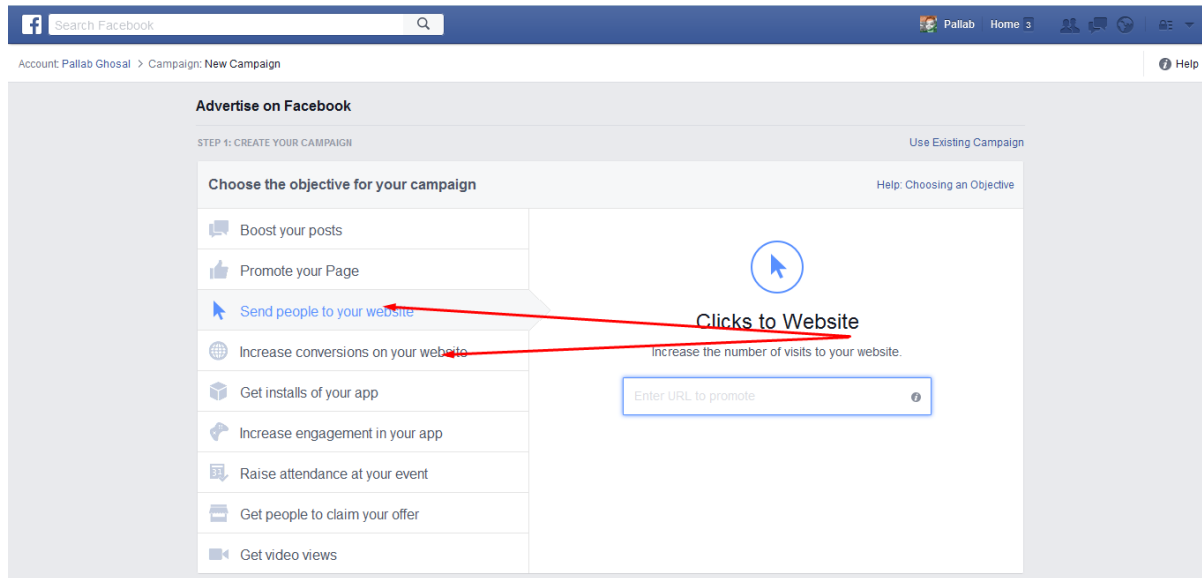 f Search Facebook Pallab Home 3
Account: Pallab Ghosal > Campaign: New Campaign Help
Advertise on Facebook
STEP 1: CREATE YOUR CAMPAIGN Use Existing Campaign
Choose the objective for your campaign Help: Choosing an Objective
Boost your posts
Promote your Page
Send people to your website
Increase conversions on your website
Get installs of your app
Increase engagement in your app
31 Raise attendance at your event
Get people to claim your offer
Get video views
Clicks to Website
Increase the number of visits to your website.
Enter URL to promote